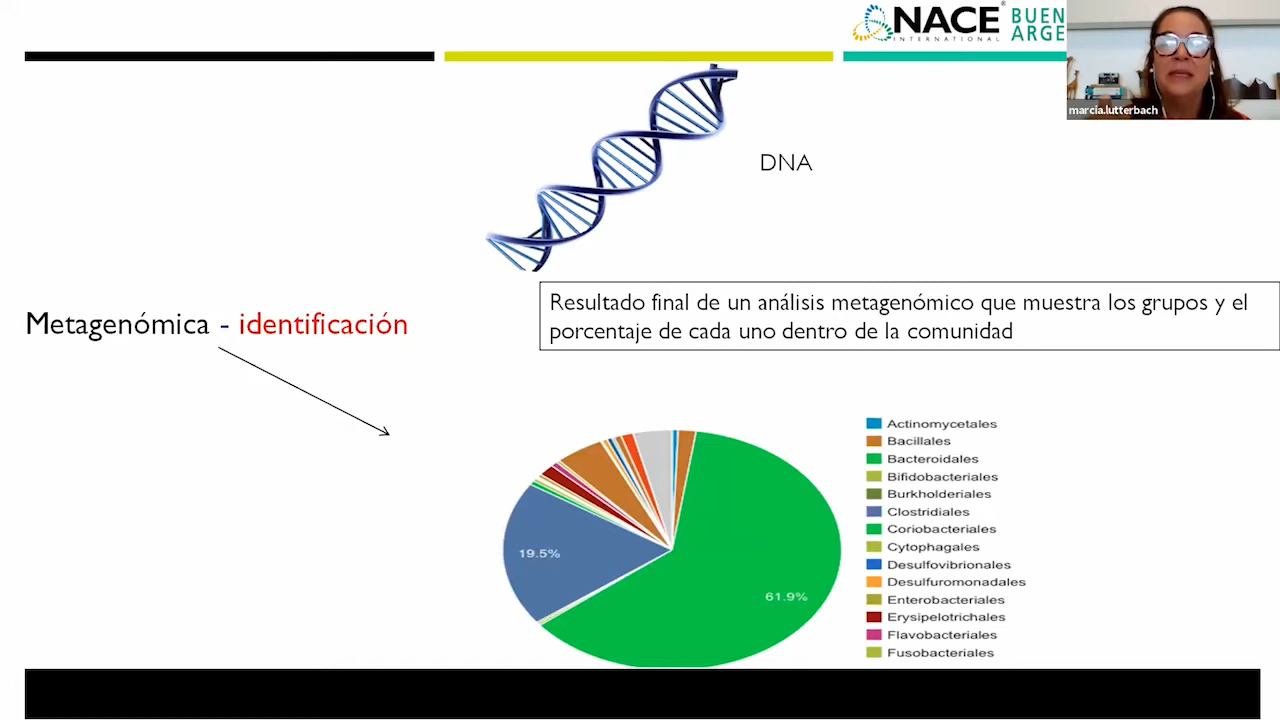 NACE
INTERNATIONAL
BUEN
ARGE
marcia.lutterbach
DNA
Metagenómica - identificación
Resultado final de un análisis metagenómico que muestra los grupos y el
porcentaje de cada uno dentro de la comunidad
19.5%
61.9%
Actinomycetales
Bacillales
Bacteroidales
Bifidobacteriales
Burkholderiales
Clostridiales
Coriobacteriales
Cytophagales
Desulfovibrionales
Desulfuromonadales
Enterobacteriales
Erysipelotrichales
Flavobacteriales
Fusobacteriales